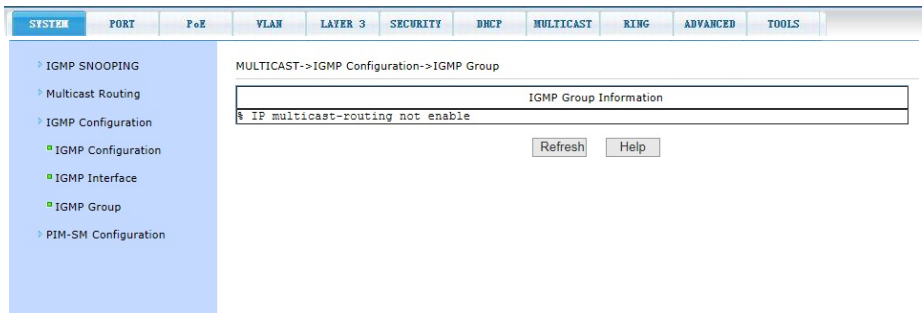 SYSTEM PORT PoE VLAN LAYER 3 SECURITY DHCP MULTICAST RING ADVANCED TOOLS
IGMP SNOOPING
Multicast Routing
IGMP Configuration
IGMP Configuration
IGMP Interface
IGMP Group
PIM-SM Configuration
MULTICAST->IGMP Configuration->IGMP Group
IGMP Group Information
% IP multicast-routing not enable
Refresh Help